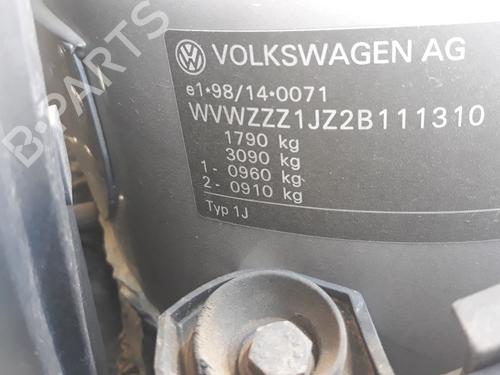 VOLKSWAGEN AG
e1*98/14*0071
WVWZZZ1JZ2B111310
1790 kg
3090 kg
1- 0960 kg
2- 0910 kg
Typ 1J